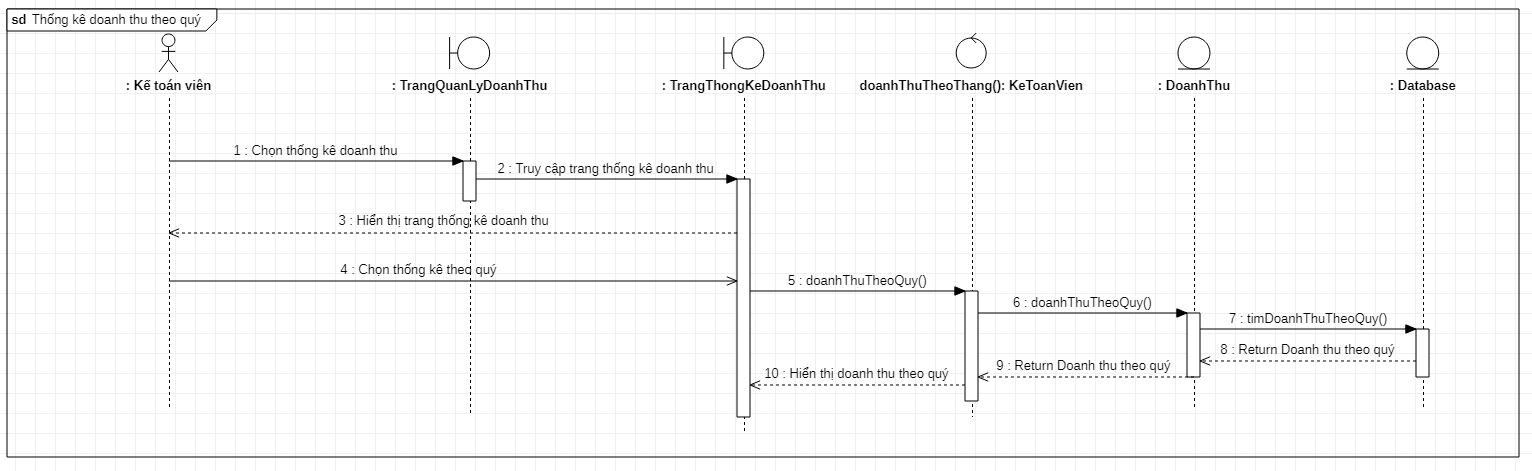 sd Thống kê doanh thu theo quý
: Kế toán viên
: TrangQuanLyDoanhThu
: TrangThongKeDoanhThu
doanhThuTheoThang(): KeToanVien
: DoanhThu
: Database
1 : Chọn thống kê doanh thu
2 : Truy cập trang thống kê doanh thu
3 : Hiển thị trang thống kê doanh thu
4 : Chọn thống kê theo quý
5 : doanhThuTheoQuy()
6 : doanhThuTheoQuy()
7 : timDoanhThuTheoQuy()
8 : Return Doanh thu theo quý
9 : Return Doanh thu theo quý
10 : Hiển thị doanh thu theo quý